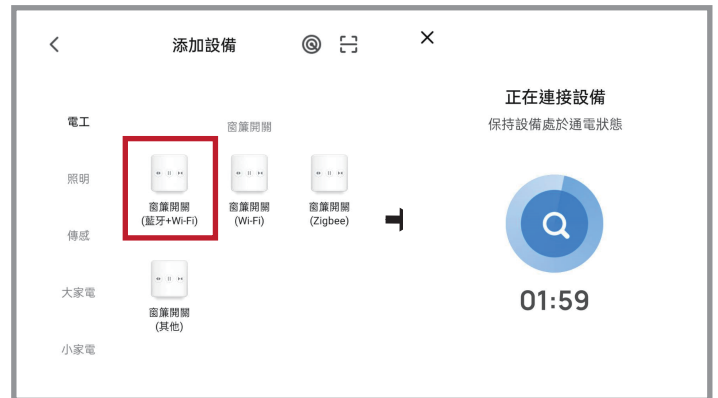 添加設備
電工
照明
傳感
大家電
小家電
窗簾開關
窗簾開關
(藍牙+Wi-Fi)
窗簾開關
(Wi-Fi)
窗簾開關
(Zigbee)
窗簾開關
(其他)
正在連接設備
保持設備處於通電狀態
01:59